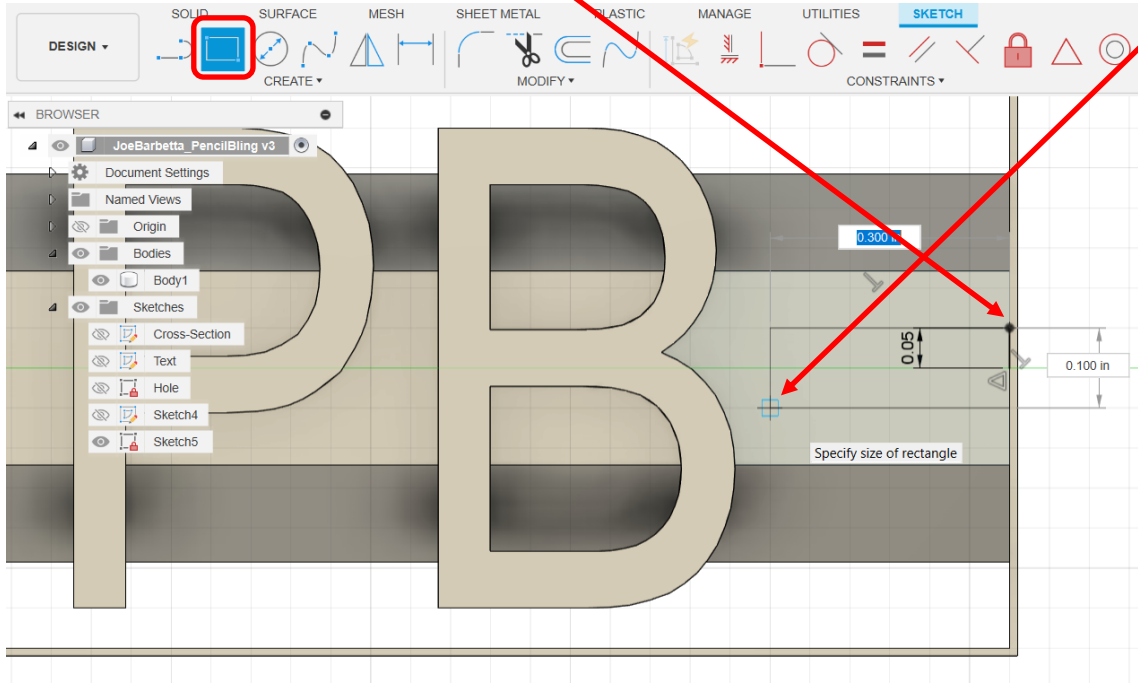 SOLID SURFACE MESH SHEET METAL PLASTIC MANAGE UTILITIES SKETCH
DESIGN ▾
CREATE ▾ MODIFY ▾ CONSTRAINTS ▾
BROWSER
JoeBarbetta_PencilBling v3
Document Settings
Named Views
Origin
Bodies
Body1
Sketches
Cross-Section
Text
Hole
Sketch4
Sketch5
PB
0.300 in
0.05
0.100 in
Specify size of rectangle